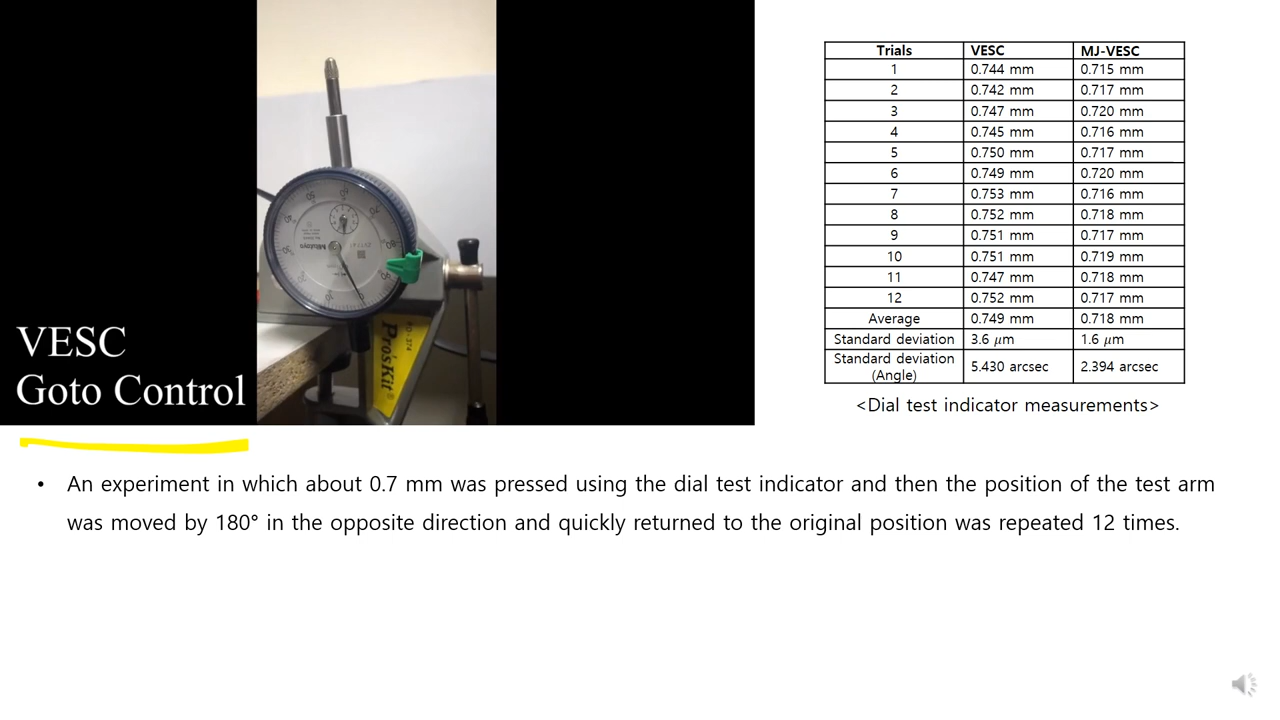 VESC
Goto Control
Mitutoyo
Pro'sKit
Trials VESC MJ-VESC
1 0.744 mm 0.715 mm
2 0.742 mm 0.717 mm
3 0.747 mm 0.720 mm
4 0.745 mm 0.716 mm
5 0.750 mm 0.717 mm
6 0.749 mm 0.720 mm
7 0.753 mm 0.716 mm
8 0.752 mm 0.718 mm
9 0.751 mm 0.717 mm
10 0.751 mm 0.719 mm
11 0.747 mm 0.718 mm
12 0.752 mm 0.717 mm
Average 0.749 mm 0.718 mm
Standard deviation 3.6 μm 1.6 μm
Standard deviation
(Angle) 5.430 arcsec 2.394 arcsec
<Dial test indicator measurements>
• An experiment in which about 0.7 mm was pressed using the dial test indicator and then the position of the test arm
was moved by 180° in the opposite direction and quickly returned to the original position was repeated 12 times.